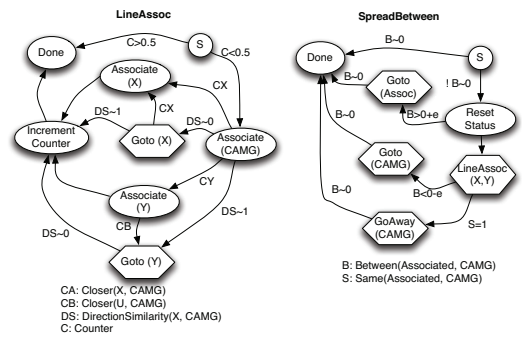 LineAssoc
Done
C>0.5
S
C<0.5
Associate
(X)
CX
CX
DS~1
DS~0
Increment
Counter
Goto (X)
Associate
(CAMG)
CY
Associate
(Y)
CB
DS~1
DS~0
Goto (Y)
CA: Closer(X, CAMG)
CB: Closer(U, CAMG)
DS: DirectionSimilarity(X, CAMG)
C: Counter
SpreadBetween
Done
B~0
S
! B~0
B~0
Goto
(Assoc)
B>0+e
Reset
Status
B~0
Goto
(CAMG)
B<0-e
LineAssoc
(X,Y)
B~0
S=1
GoAway
(CAMG)
B: Between(Associated, CAMG)
S: Same(Associated, CAMG)